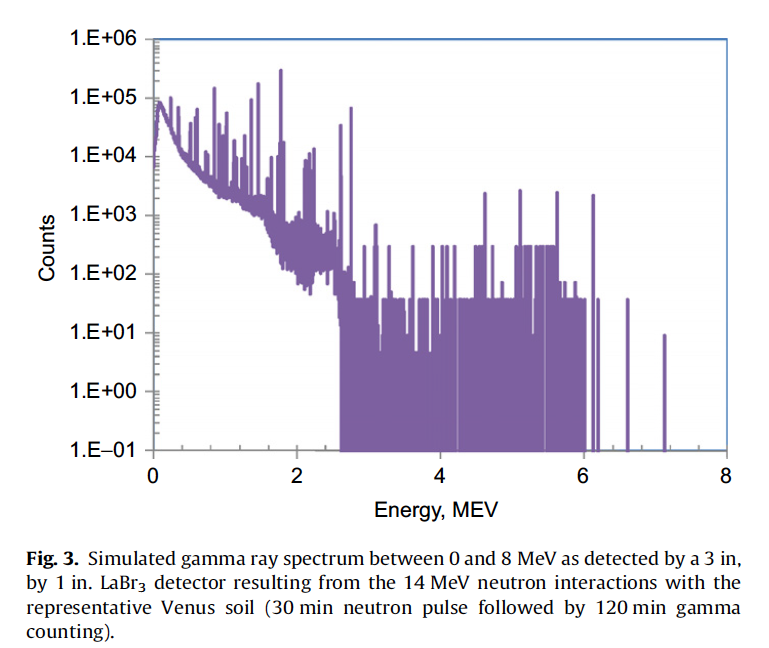 1.E+06
1.E+05
1.E+04
1.E+03
1.E+02
1.E+01
1.E+00
1.E−01
Counts
0 2 4 6 8
Energy, MEV
Fig. 3. Simulated gamma ray spectrum between 0 and 8 MeV as detected by a 3 in,
by 1 in. LaBr₃ detector resulting from the 14 MeV neutron interactions with the
representative Venus soil (30 min neutron pulse followed by 120 min gamma
counting).